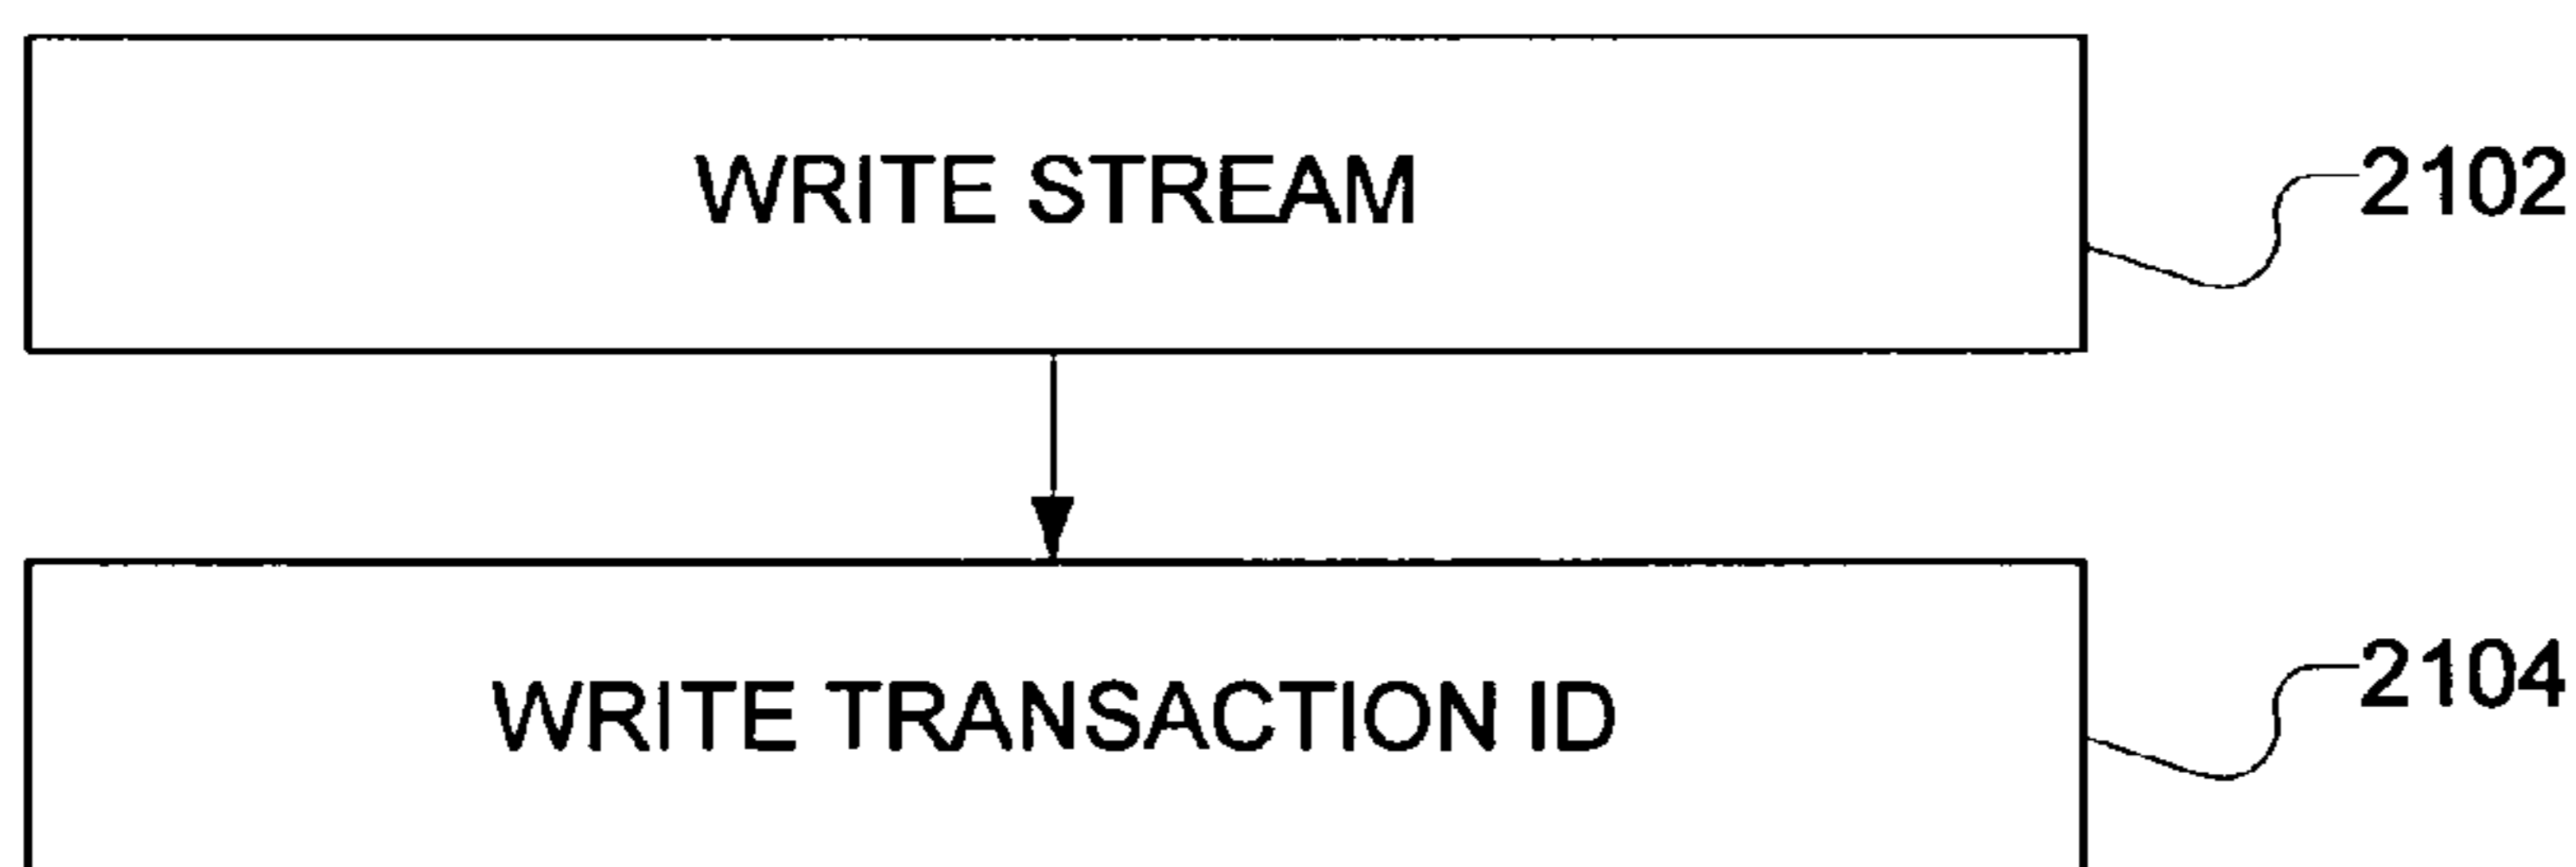 WRITE STREAM
2102
WRITE TRANSACTION ID
2104